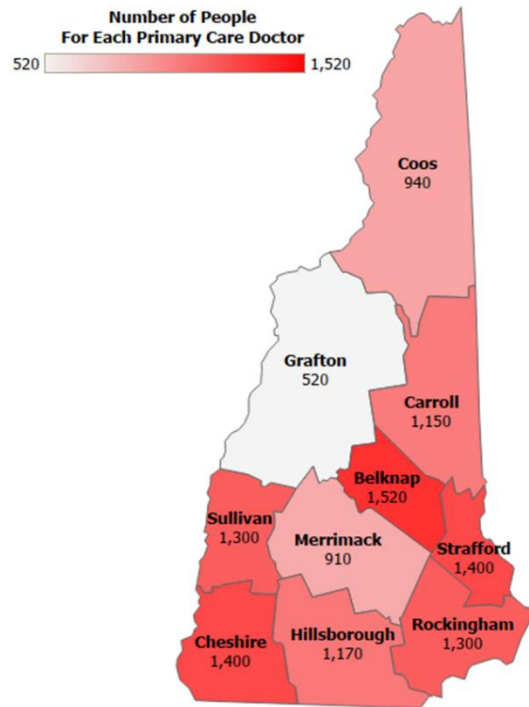 Number of People
For Each Primary Care Doctor
520 1,520
Coos
940
Grafton
520
Carroll
1,150
Belknap
1,520
Sullivan
1,300
Merrimack
910
Strafford
1,400
Cheshire
1,400
Hillsborough
1,170
Rockingham
1,300